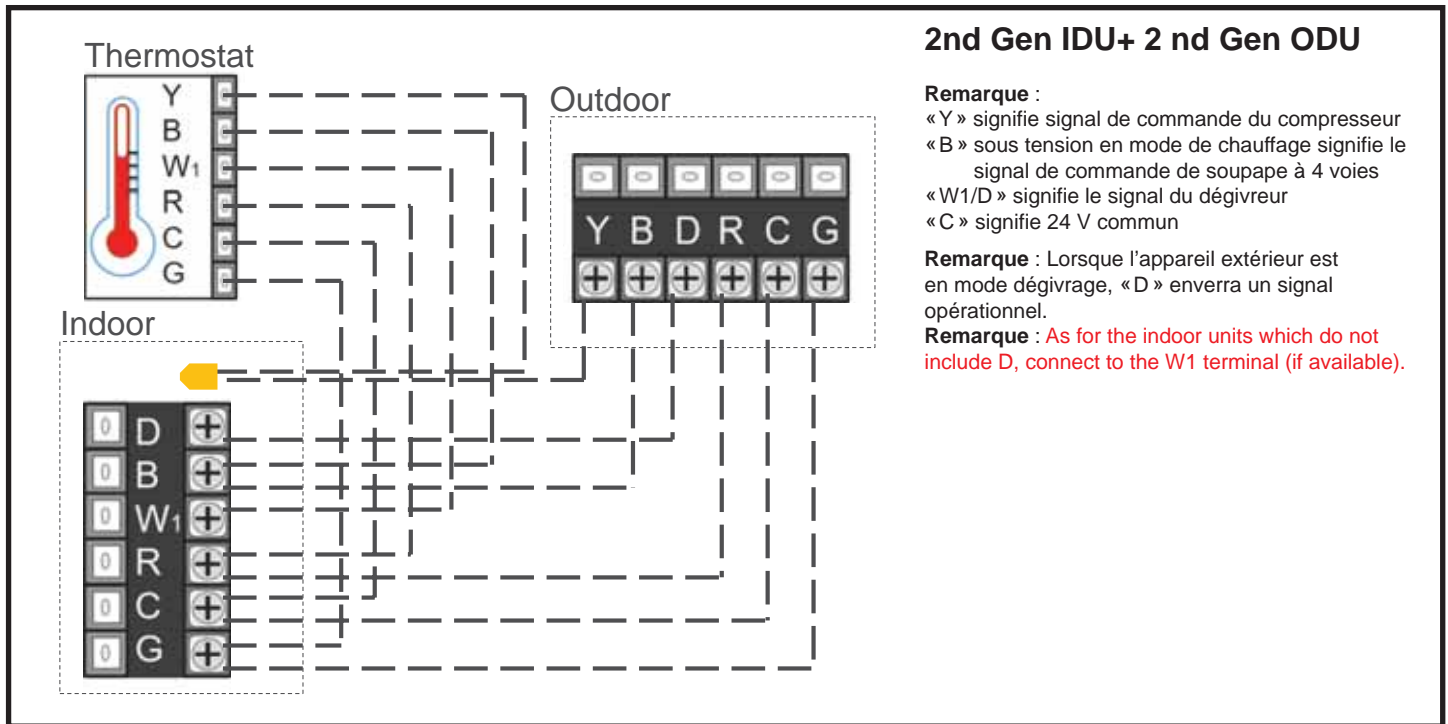 2nd Gen IDU+ 2 nd Gen ODU
Thermostat
Y
B
W1
R
C
G
Outdoor
Y B D R C G
Indoor
D
B
W1
R
C
G
Remarque :
«Y» signifie signal de commande du compresseur
«B» sous tension en mode de chauffage signifie le
signal de commande de soupape à 4 voies
«W1/D» signifie le signal du dégivreur
«C» signifie 24 V commun
Remarque : Lorsque l'appareil extérieur est
en mode dégivrage, «D» enverra un signal
opérationnel.
Remarque : As for the indoor units which do not
include D, connect to the W1 terminal (if available).